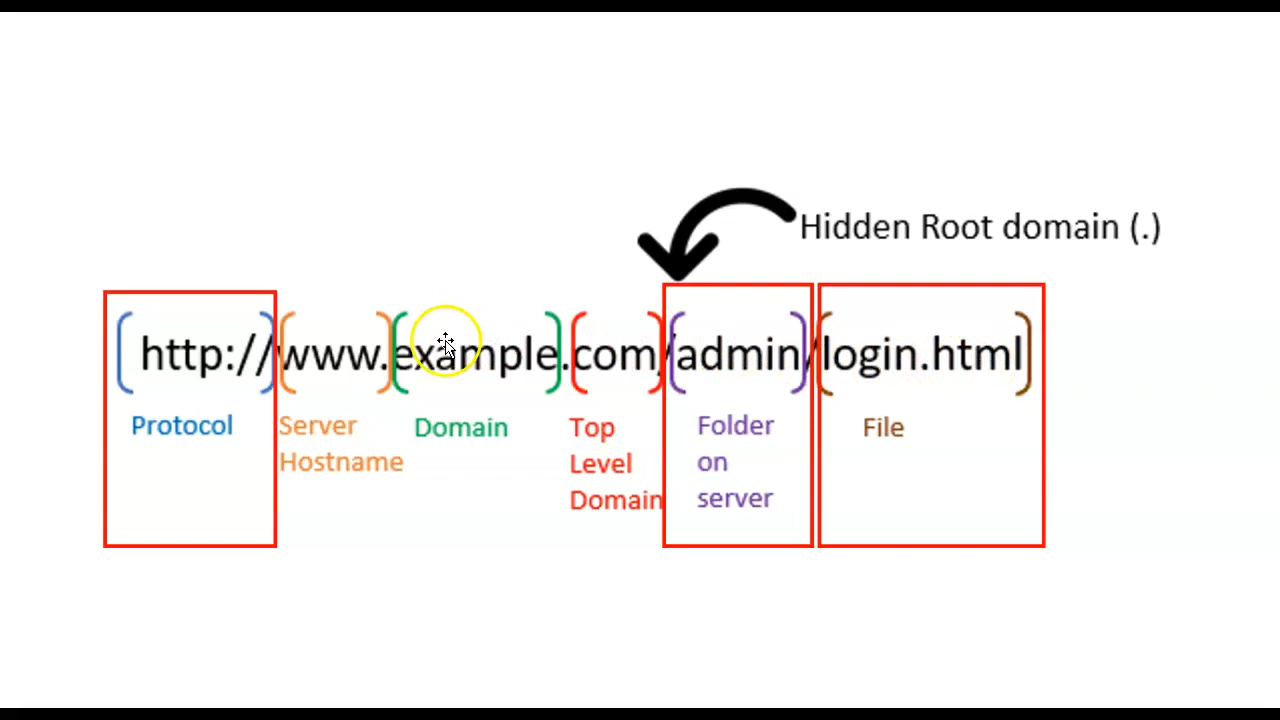 Hidden Root domain (.)
http://www.example.com/admin/login.html
Protocol
Server
Hostname
Domain
Top
Level
Domain
Folder
on
server
File